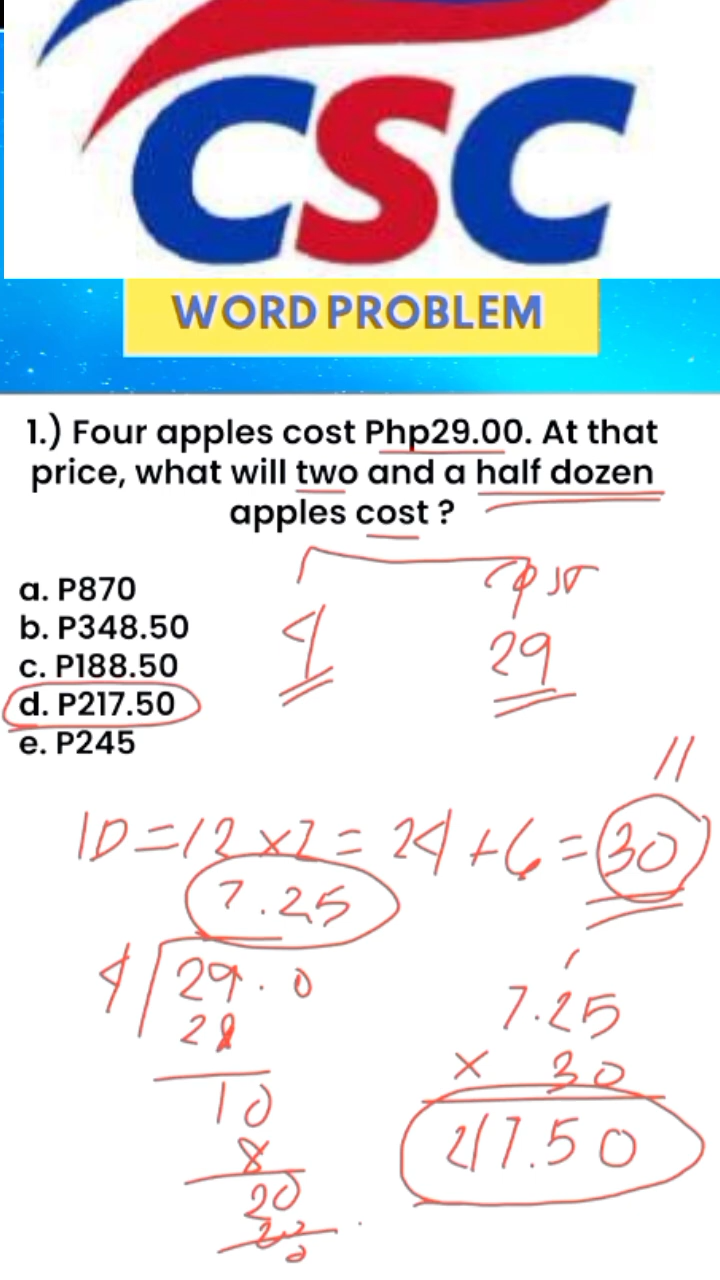 CSC
WORD PROBLEM
1.) Four apples cost Php29.00. At that
price, what will two and a half dozen
apples cost ?
a. P870
b. P348.50
c. P188.50
d. P217.50
e. P245
4
29
1D = 12 x 2 = 24 + 6 = 30
7.25
4 29.0
28
10
8
20
20
0
7.25
x 30
217.50